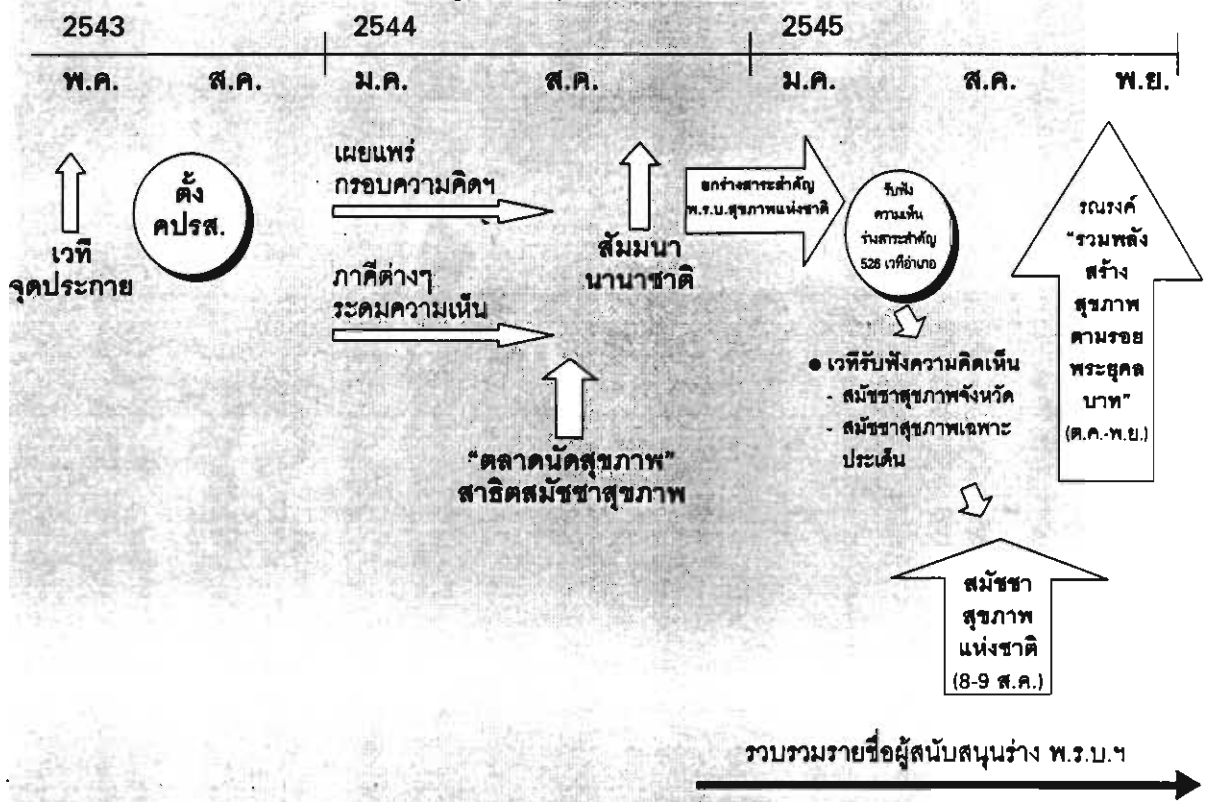 2543 2544 2545
พ.ค. ส.ค. ม.ค. ส.ค. ม.ค. ส.ค. พ.ย.
เวที
จุดประกาย
ตั้ง
คปรส.
เผยแพร่
กรอบความคิดฯ
ภาคีต่างๆ
ระดมความเห็น
"ตลาดนัดสุขภาพ"
สาธิตสมัชชาสุขภาพ
สัมมนา
นานาชาติ
ยกร่างสาระสำคัญ
พ.ร.บ.สุขภาพแห่งชาติ
รับฟัง
ความเห็น
ร่างสาระสำคัญ
526 เวทีอำเภอ
● เวทีรับฟังความคิดเห็น
- สมัชชาสุขภาพจังหวัด
- สมัชชาสุขภาพเฉพาะ
ประเด็น
สมัชชา
สุขภาพ
แห่งชาติ
(8-9 ส.ค.)
รณรงค์
"รวมพลัง
สร้าง
สุขภาพ
ตามรอย
พระยุคล
บาท"
(ต.ค.-พ.ย.)
รวบรวมรายชื่อผู้สนับสนุนร่าง พ.ร.บ.ฯ